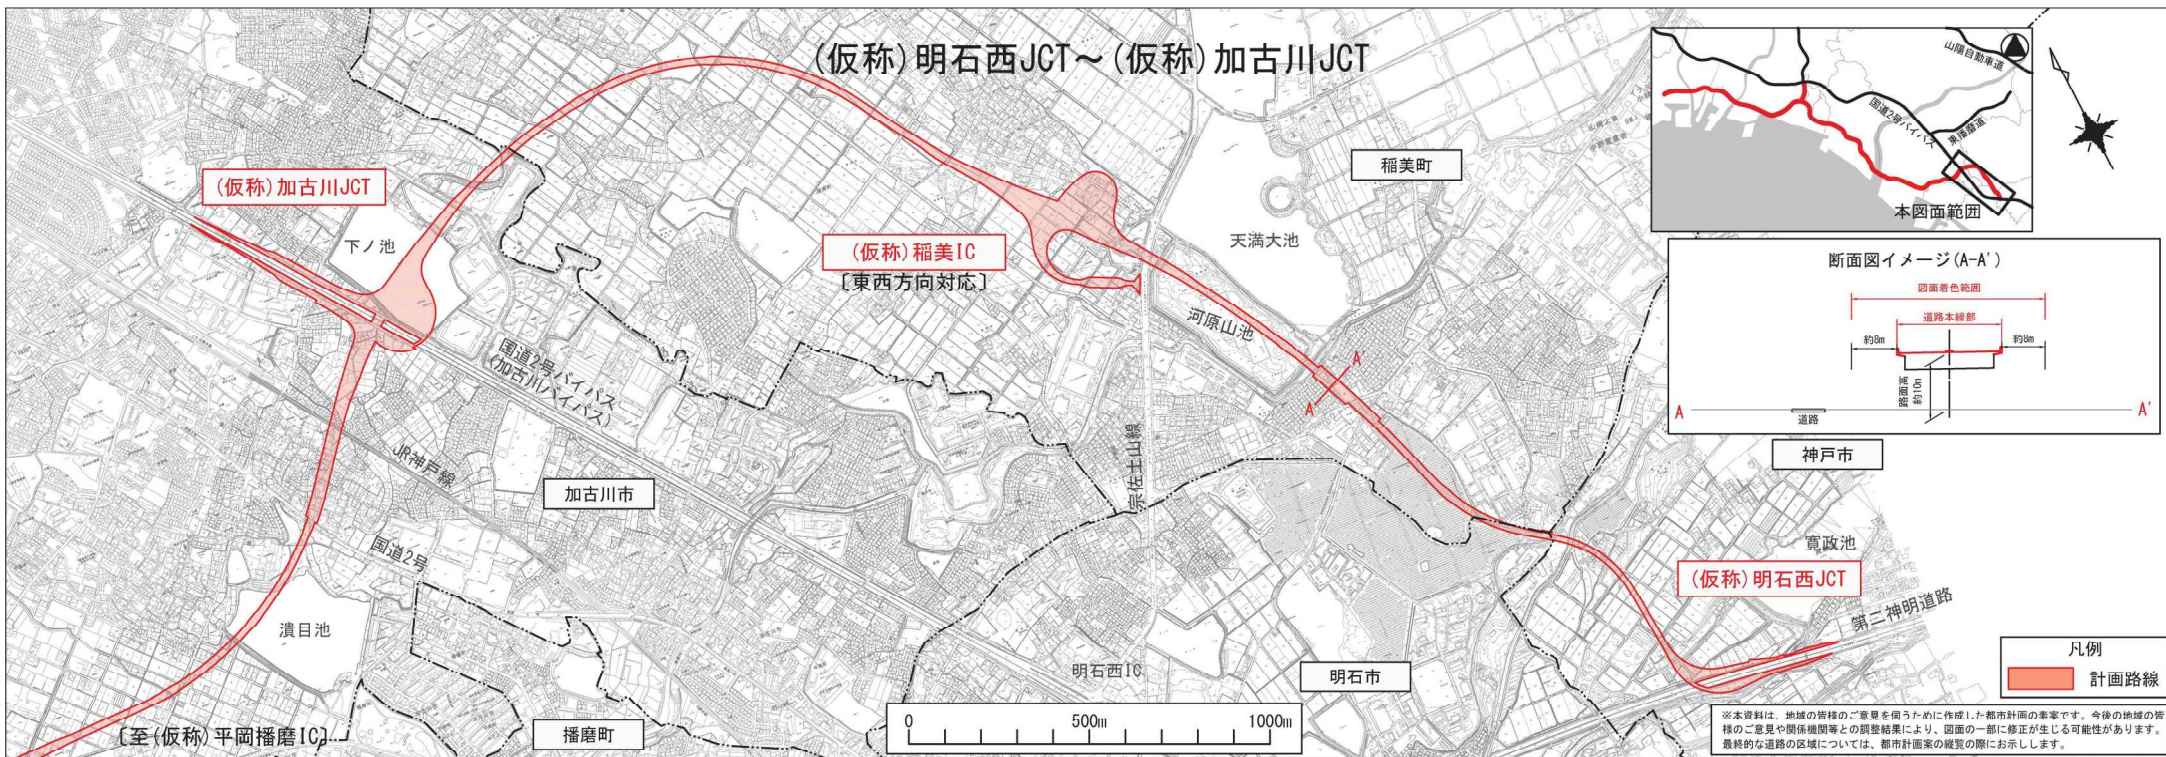 (仮称)明石西JCT～(仮称)加古川JCT
山陽自動車道
国道2号バイパス
東播磨道
本図面範囲
(仮称)加古川JCT
下ノ池
稲美町
天満大池
(仮称)稲美IC
〔東西方向対応〕
河原山池
断面図イメージ(A-A')
図面着色範囲
道路本線部
約8m
約8m
路面高
約10m
A
A'
道路
A'
A
国道2号バイパス
(加古川バイパス)
JR神戸線
宗佐土山線
加古川市
神戸市
国道2号
寛政池
(仮称)明石西JCT
第二神明道路
潰目池
明石西IC
明石市
凡例
計画路線
〔至(仮称)平岡播磨IC〕
播磨町
0 500m 1000m
※本資料は、地域の皆様のご意見を伺うために作成した都市計画の素案です。今後の地域の皆
様のご意見や関係機関等との調整結果により、図面の一部に修正が生じる可能性があります。
最終的な道路の区域については、都市計画案の縦覧の際にお示しします。